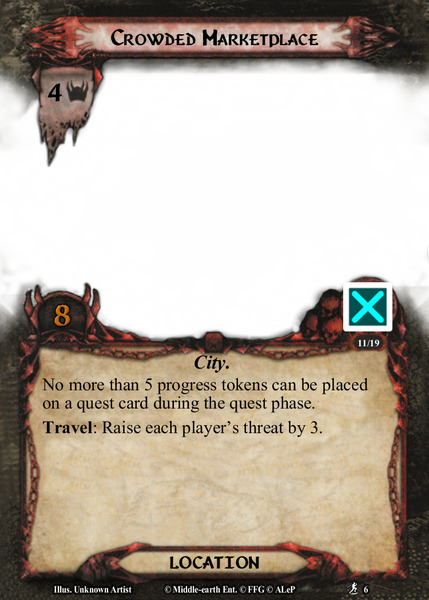 Crowded Marketplace
4
8
11/19
City.
No more than 5 progress tokens can be placed
on a quest card during the quest phase.
Travel: Raise each player's threat by 3.
LOCATION
Illus. Unknown Artist © Middle-earth Ent. © FFG © ALeP 6